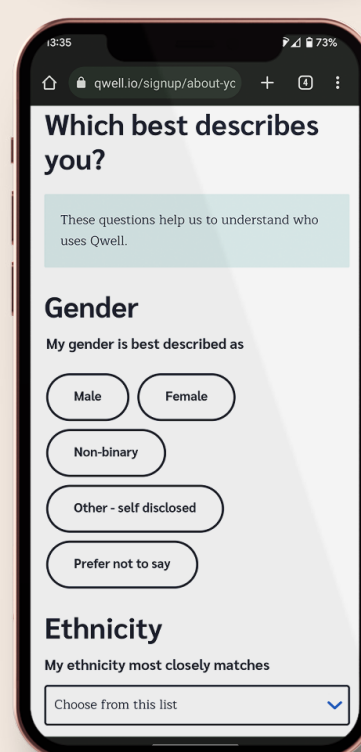 13:35
73%
qwell.io/signup/about-yc
4
Which best describes
you?
These questions help us to understand who
uses Qwell.
Gender
My gender is best described as
Male
Female
Non-binary
Other - self disclosed
Prefer not to say
Ethnicity
My ethnicity most closely matches
Choose from this list